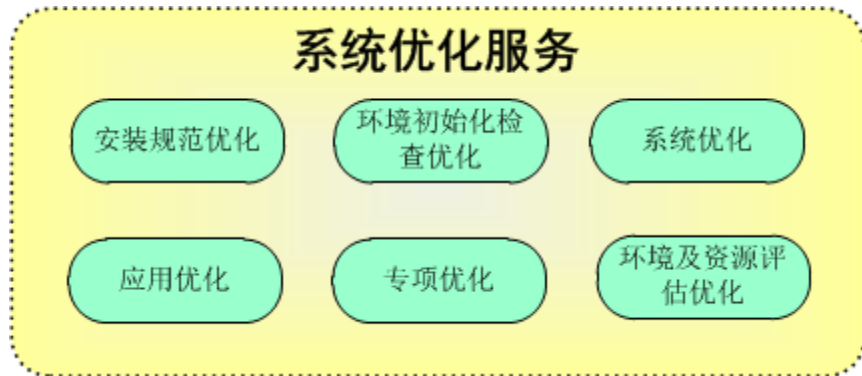 系统优化服务
安装规范优化
环境初始化检
查优化
系统优化
应用优化
专项优化
环境及资源评
估优化